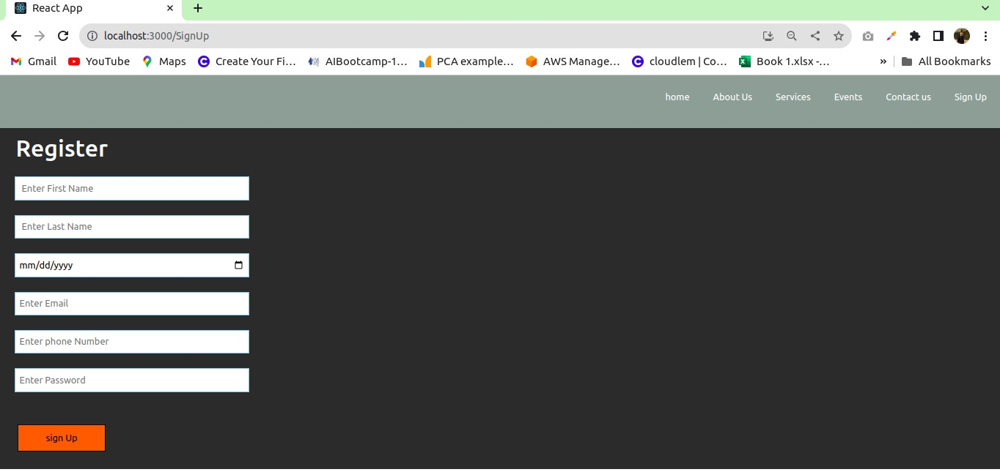 React App
localhost:3000/SignUp
Gmail YouTube Maps Create Your Fi... AIBootcamp-1... PCA example... AWS Manage... cloudlem | Co... Book 1.xlsx -... » All Bookmarks
home About Us Services Events Contact us Sign Up
Register
Enter First Name
Enter Last Name
mm/dd/yyyy
Enter Email
Enter phone Number
Enter Password
sign Up